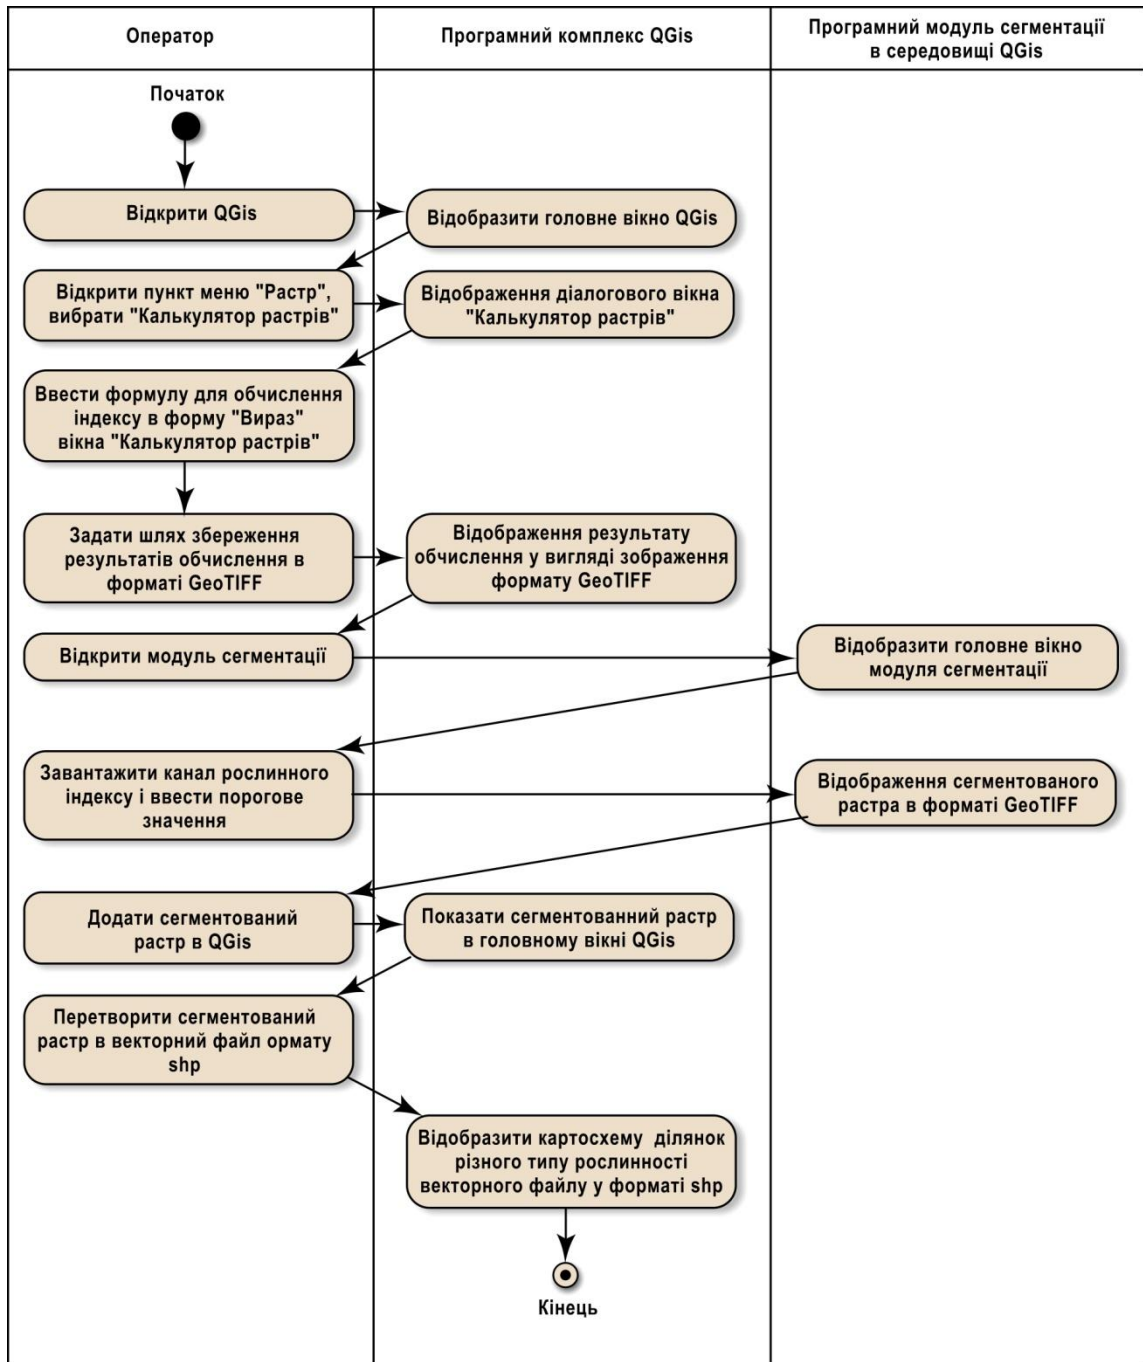 Оператор
Програмний комплекс QGis
Програмний модуль сегментації
в середовищі QGis
Початок
Відкрити QGis
Відобразити головне вікно QGis
Відкрити пункт меню "Растр",
вибрати "Калькулятор растрів"
Відображення діалогового вікна
"Калькулятор растрів"
Ввести формулу для обчислення
індексу в форму "Вираз"
вікна "Калькулятор растрів"
Задати шлях збереження
результатів обчислення в
форматі GeoTIFF
Відображення результату
обчислення у вигляді зображення
формату GeoTIFF
Відкрити модуль сегментації
Відобразити головне вікно
модуля сегментації
Завантажити канал рослинного
індексу і ввести порогове
значення
Відображення сегментованого
растра в форматі GeoTIFF
Додати сегментований
растр в QGis
Показати сегментованний растр
в головному вікні QGis
Перетворити сегментований
растр в векторний файл ормату
shp
Відобразити картосхему ділянок
різного типу рослинності
векторного файлу у форматі shp
Кінець